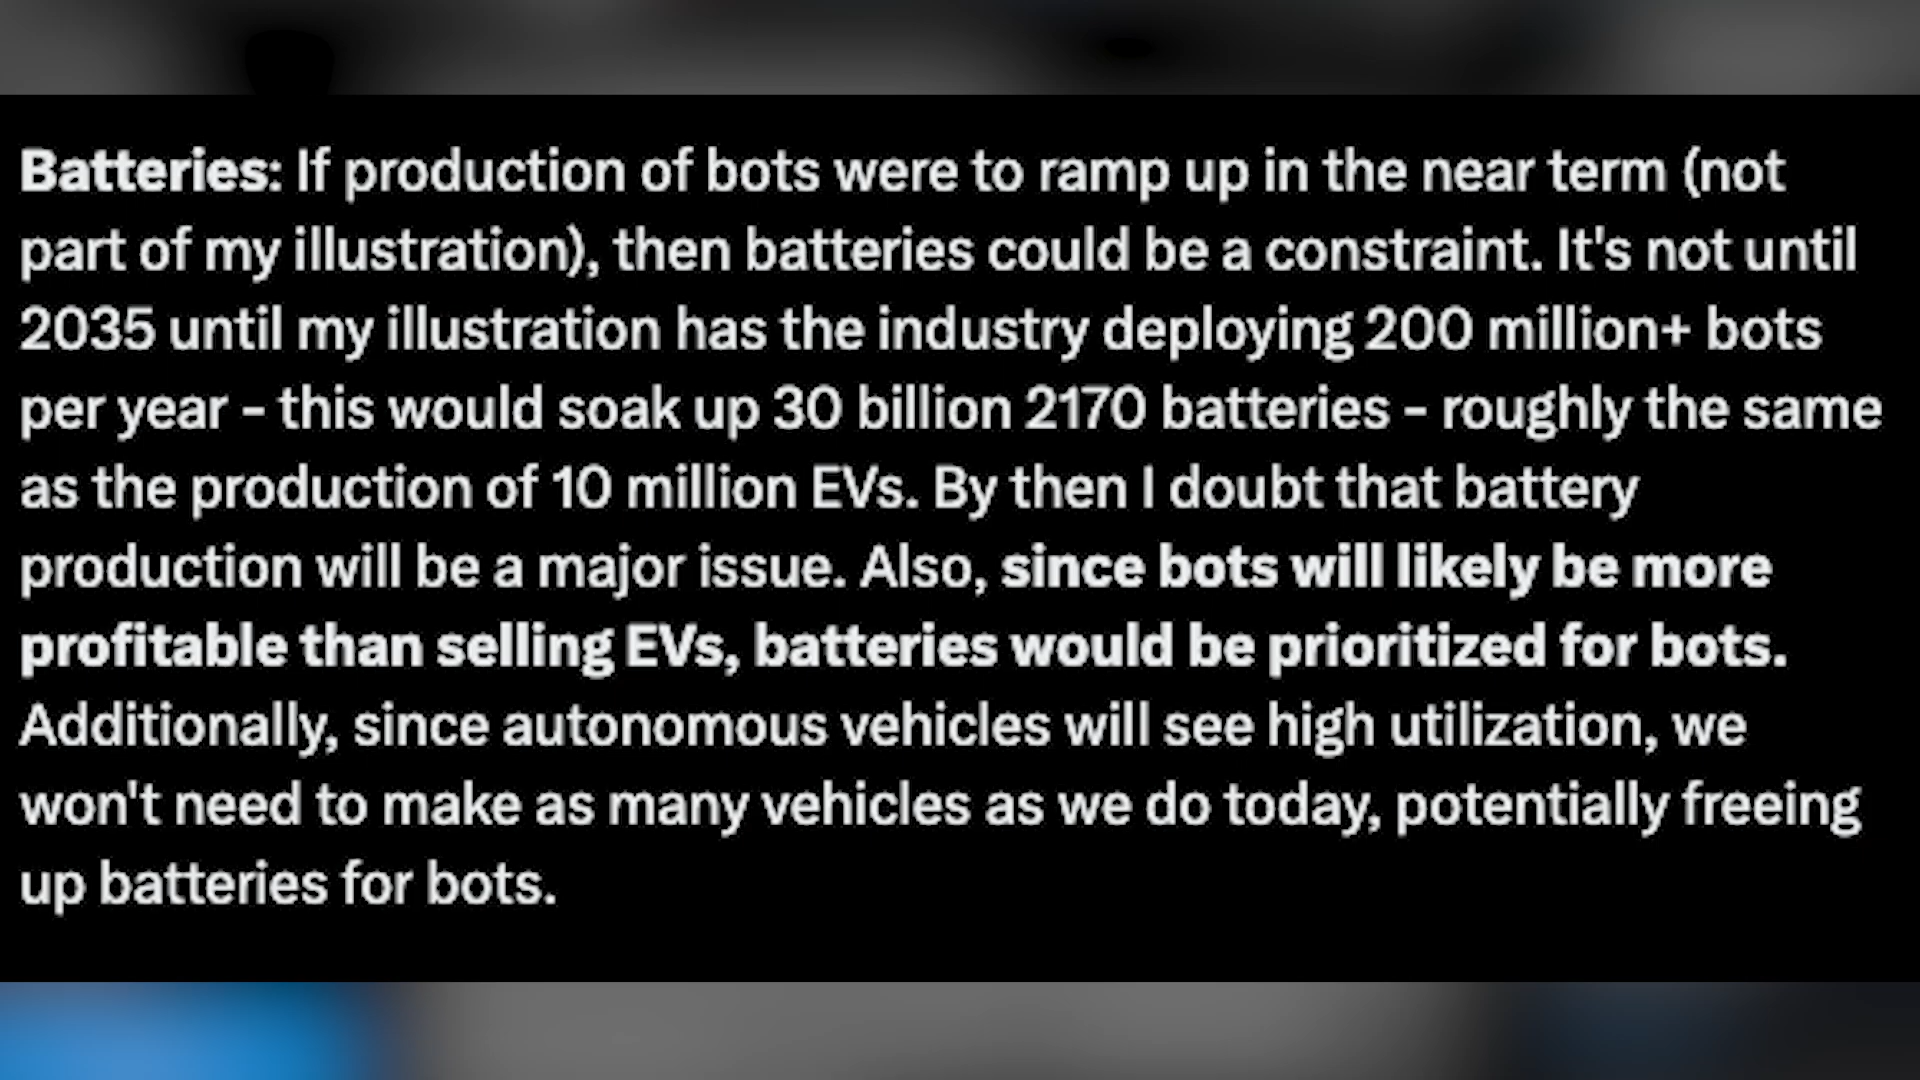 Batteries: If production of bots were to ramp up in the near term (not
part of my illustration), then batteries could be a constraint. It's not until
2035 until my illustration has the industry deploying 200 million+ bots
per year – this would soak up 30 billion 2170 batteries – roughly the same
as the production of 10 million EVs. By then I doubt that battery
production will be a major issue. Also, since bots will likely be more
profitable than selling EVs, batteries would be prioritized for bots.
Additionally, since autonomous vehicles will see high utilization, we
won't need to make as many vehicles as we do today, potentially freeing
up batteries for bots.